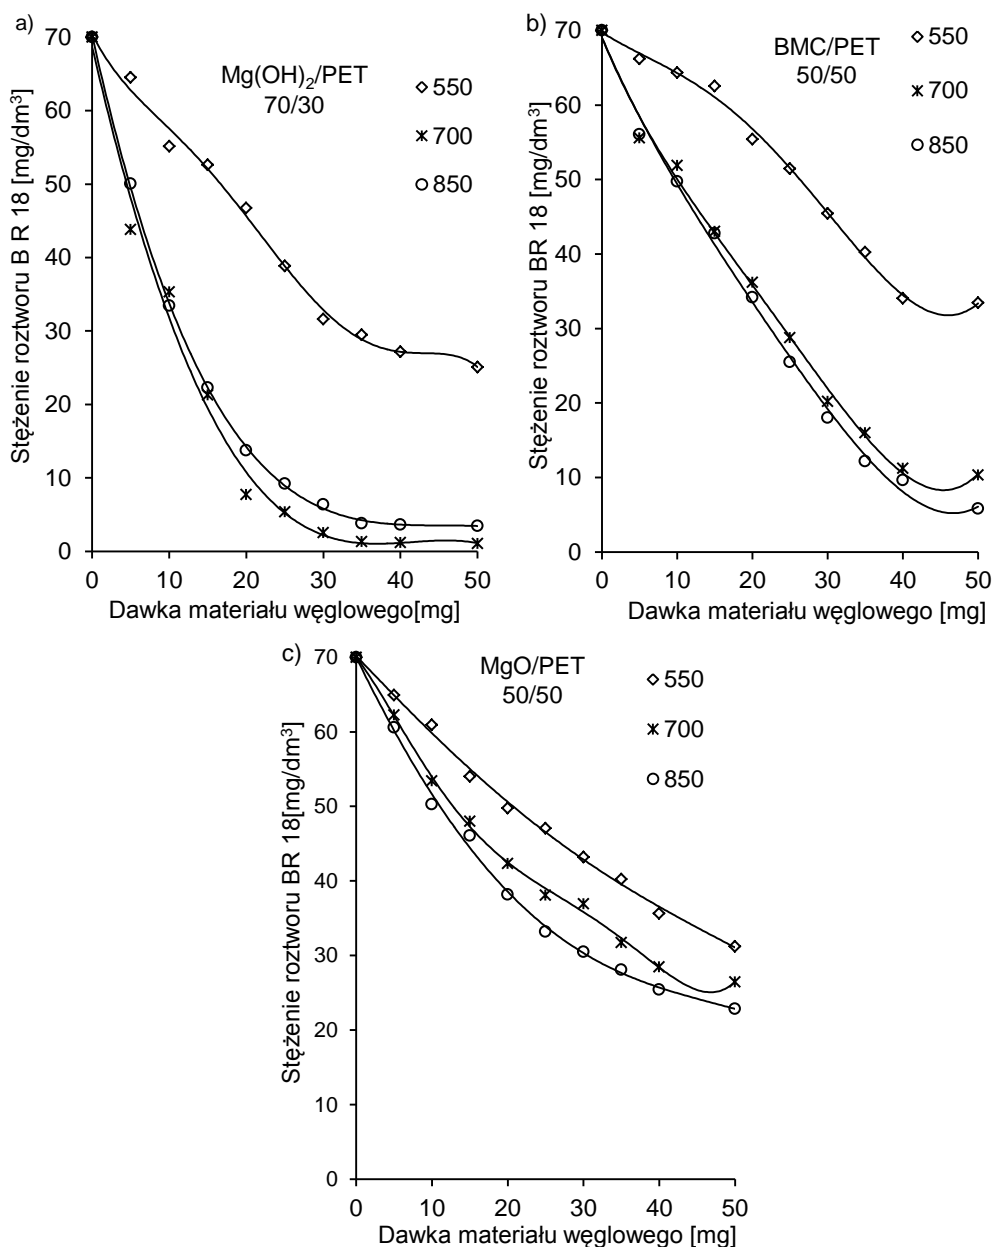 a)
Mg(OH)₂/PET
70/30
550
700
850
Stężenie roztworu B R 18 [mg/dm³]
70
60
50
40
30
20
10
0
0 10 20 30 40 50
Dawka materiału węglowego[mg]
b)
BMC/PET
50/50
550
700
850
Stężenie roztworu BR 18 [mg/dm³]
70
60
50
40
30
20
10
0
0 10 20 30 40 50
Dawka materiału węglowego [mg]
c)
MgO/PET
50/50
550
700
850
Stężenie roztworu BR 18[mg/dm³]
70
60
50
40
30
20
10
0
0 10 20 30 40 50
Dawka materiału węglowego [mg]